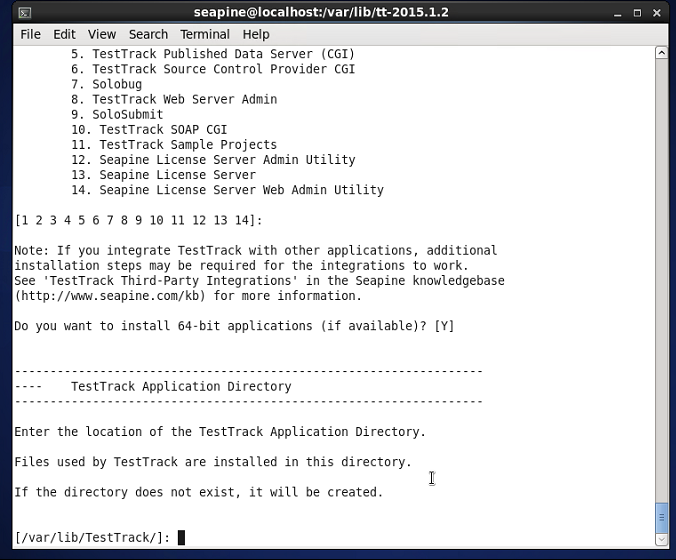 seapine@localhost:/var/lib/tt-2015.1.2
File Edit View Search Terminal Help
5. TestTrack Published Data Server (CGI)
6. TestTrack Source Control Provider CGI
7. Solobug
8. TestTrack Web Server Admin
9. SoloSubmit
10. TestTrack SOAP CGI
11. TestTrack Sample Projects
12. Seapine License Server Admin Utility
13. Seapine License Server
14. Seapine License Server Web Admin Utility
[1 2 3 4 5 6 7 8 9 10 11 12 13 14]:
Note: If you integrate TestTrack with other applications, additional
installation steps may be required for the integrations to work.
See 'TestTrack Third-Party Integrations' in the Seapine knowledgebase
(http://www.seapine.com/kb) for more information.
Do you want to install 64-bit applications (if available)? [Y]
-----------------------------------------------------------------
----    TestTrack Application Directory
-----------------------------------------------------------------
Enter the location of the TestTrack Application Directory.
Files used by TestTrack are installed in this directory.
If the directory does not exist, it will be created.
[/var/lib/TestTrack/]: